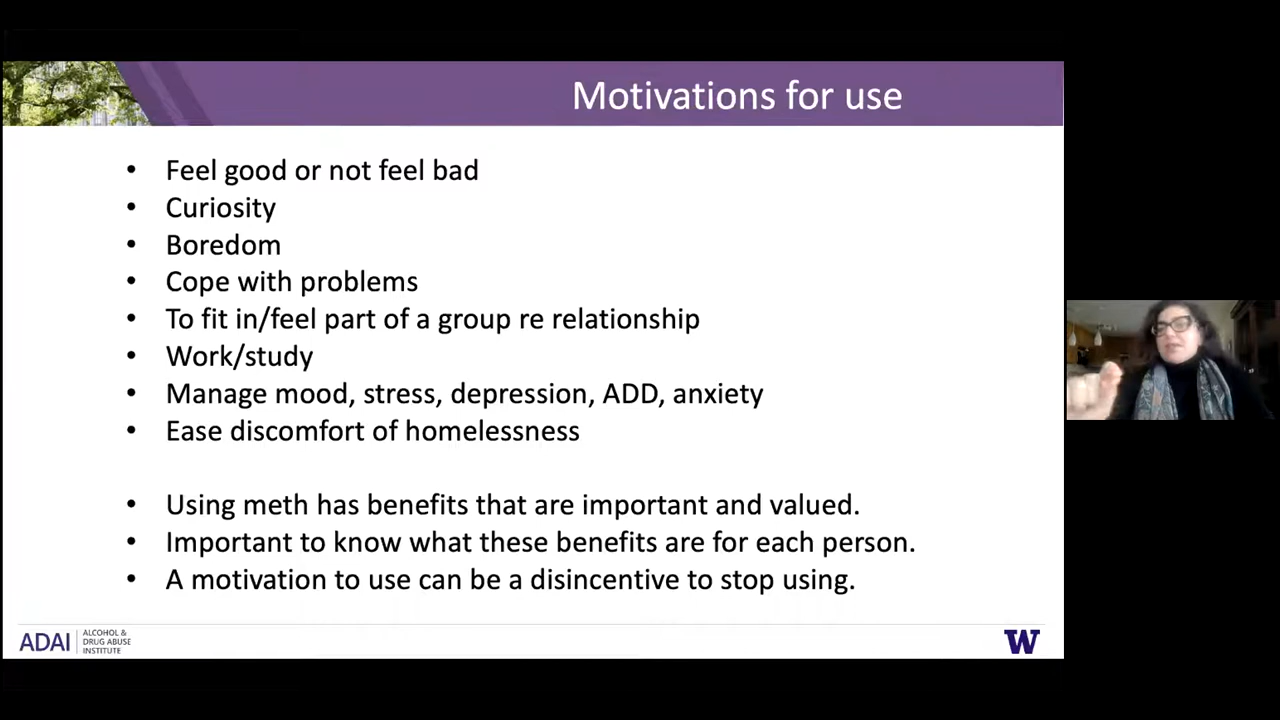 Motivations for use
• Feel good or not feel bad
• Curiosity
• Boredom
• Cope with problems
• To fit in/feel part of a group re relationship
• Work/study
• Manage mood, stress, depression, ADD, anxiety
• Ease discomfort of homelessness
• Using meth has benefits that are important and valued.
• Important to know what these benefits are for each person.
• A motivation to use can be a disincentive to stop using.
ADAI
ALCOHOL &
DRUG ABUSE
INSTITUTE
W